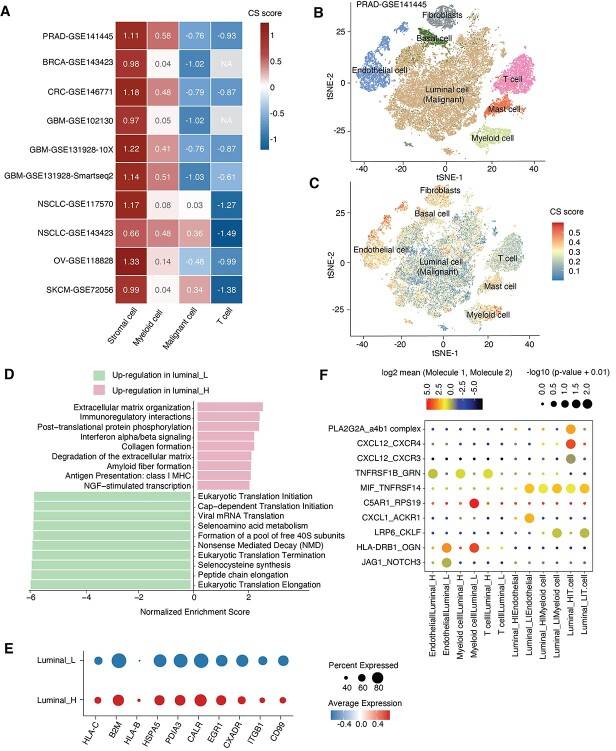 A
CS score
PRAD-GSE141445 1.11 0.58 -0.76 -0.93
BRCA-GSE143423 0.98 0.04 -1.02 NA
CRC-GSE146771 1.18 0.48 -0.79 -0.87
GBM-GSE102130 0.97 0.05 -1.02 NA
GBM-GSE131928-10X 1.22 0.41 -0.76 -0.87
GBM-GSE131928-Smartseq2 1.14 0.51 -1.03 -0.61
NSCLC-GSE117570 1.17 0.08 0.03 -1.27
NSCLC-GSE143423 0.66 0.48 0.36 -1.49
OV-GSE118828 1.33 0.14 -0.46 -0.99
SKCM-GSE72056 0.99 0.04 0.34 -1.38
Stromal cell
Myeloid cell
Malignant cell
T cell
1
0.5
0
-0.5
-1
B
PRAD-GSE141445
Fibroblasts
Basal cell
Endothelial cell
Luminal cell
(Malignant)
T cell
Mast cell
Myeloid cell
tSNE-2
25
0
-25
-40 -20 0 20 40
tSNE-1
C
Fibroblasts
Basal cell
Endothelial cell
Luminal cell
(Malignant)
T cell
Mast cell
Myeloid cell
CS score
0.5
0.4
0.3
0.2
0.1
tSNE-2
25
0
-25
-40 -20 0 20 40
tSNE-1
D
Up-regulation in luminal_L
Up-regulation in luminal_H
Extracellular matrix organization
Immunoregulatory interactions
Post-translational protein phosphorylation
Interferon alpha/beta signaling
Collagen formation
Degradation of the extracellular matrix
Amyloid fiber formation
Antigen Presentation: class I MHC
NGF-stimulated transcription
Eukaryotic Translation Initiation
Cap-dependent Translation Initiation
Viral mRNA Translation
Selenoamino acid metabolism
Formation of a pool of free 40S subunits
Nonsense Mediated Decay (NMD)
Eukaryotic Translation Termination
Selenocysteine synthesis
Peptide chain elongation
Eukaryotic Translation Elongation
-6 -4 -2 0 2
Normalized Enrichment Score
E
Luminal_L
Luminal_H
HLA-C
B2M
HLA-B
HSPA5
PDIA3
CALR
EGR1
CXADR
ITGB1
CD99
Percent Expressed
40 60 80
Average Expression
-0.4 -0.1 0.4
F
log2 mean (Molecule 1, Molecule 2)
5.0
2.5
0.0
-2.5
-5.0
-log10 (p-value + 0.01)
0.0
0.5
1.0
1.5
2.0
PLA2G2A_a4b1 complex
CXCL12_CXCR4
CXCL12_CXCR3
TNFRSF1B_GRN
MIF_TNFRSF14
C5AR1_RPS19
CXCL1_ACKR1
LRP6_CKLF
HLA-DRB1_OGN
JAG1_NOTCH3
Endothelial|Luminal_H
Endothelial|Luminal_L
Myeloid cell|Luminal_H
Myeloid cell|Luminal_L
T cell|Luminal_H
T cell|Luminal_L
Luminal_H|Endothelial
Luminal_L|Endothelial
Luminal_H|Myeloid cell
Luminal_L|Myeloid cell
Luminal_H|T.cell
Luminal_L|T.cell